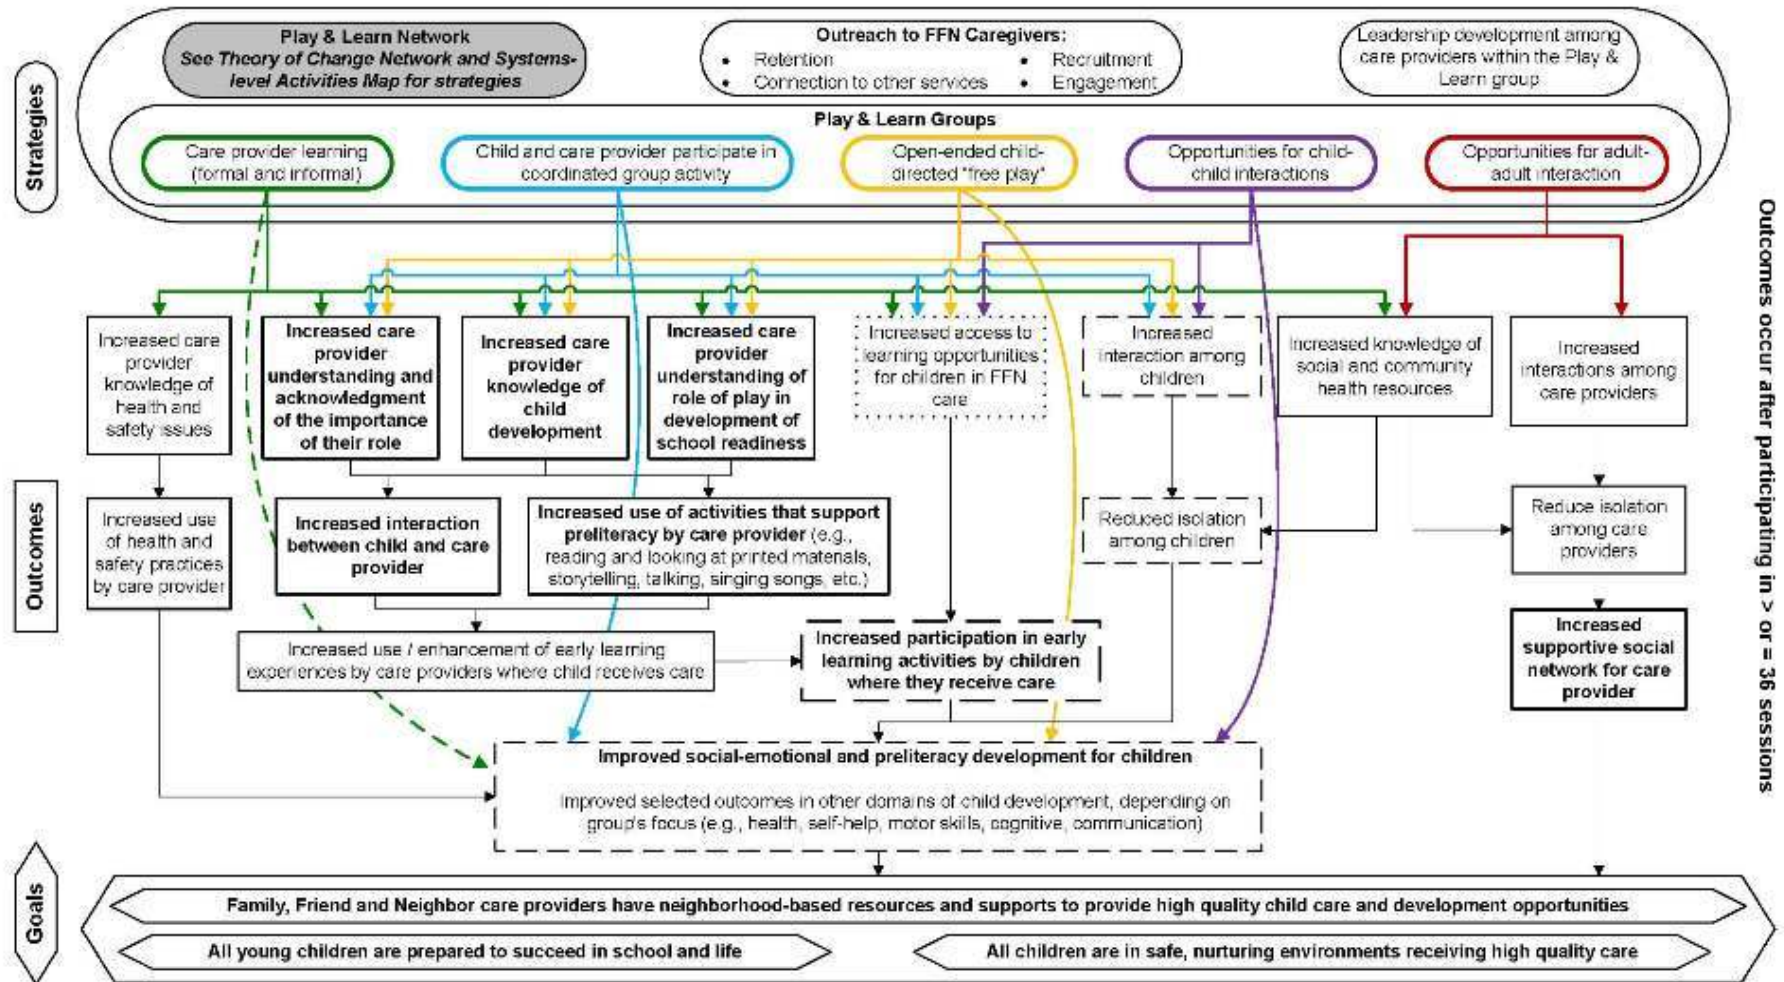 Play & Learn Network
See Theory of Change Network and Systems-
level Activities Map for strategies
Outreach to FFN Caregivers:
• Retention
• Recruitment
• Connection to other services
• Engagement
Leadership development among
care providers within the Play &
Learn group
Strategies
Play & Learn Groups
Care provider learning
(formal and informal)
Child and care provider participate in
coordinated group activity
Open-ended child-
directed "free play"
Opportunities for child-
child interactions
Opportunities for adult-
adult interaction
Outcomes occur after participating in > or = 36 sessions
Outcomes
Increased care
provider
knowledge of
health and
safety issues
Increased care
provider
understanding and
acknowledgment
of the importance
of their role
Increased care
provider
knowledge of
child
development
Increased care
provider
understanding of
role of play in
development of
school readiness
Increased access to
learning opportunities
for children in FFN
care
Increased
interaction among
children
Increased knowledge of
social and community
health resources
Increased
interactions among
care providers
Increased use
of health and
safety practices
by care provider
Increased interaction
between child and care
provider
Increased use of activities that support
preliteracy by care provider (e.g.,
reading and looking at printed materials,
storytelling, talking, singing songs, etc.)
Reduced isolation
among children
Reduce isolation
among care
providers
Increased use / enhancement of early learning
experiences by care providers where child receives care
Increased participation in early
learning activities by children
where they receive care
Increased
supportive social
network for care
provider
Improved social-emotional and preliteracy development for children
Improved selected outcomes in other domains of child development, depending on
group's focus (e.g., health, self-help, motor skills, cognitive, communication)
Goals
Family, Friend and Neighbor care providers have neighborhood-based resources and supports to provide high quality child care and development opportunities
All young children are prepared to succeed in school and life
All children are in safe, nurturing environments receiving high quality care